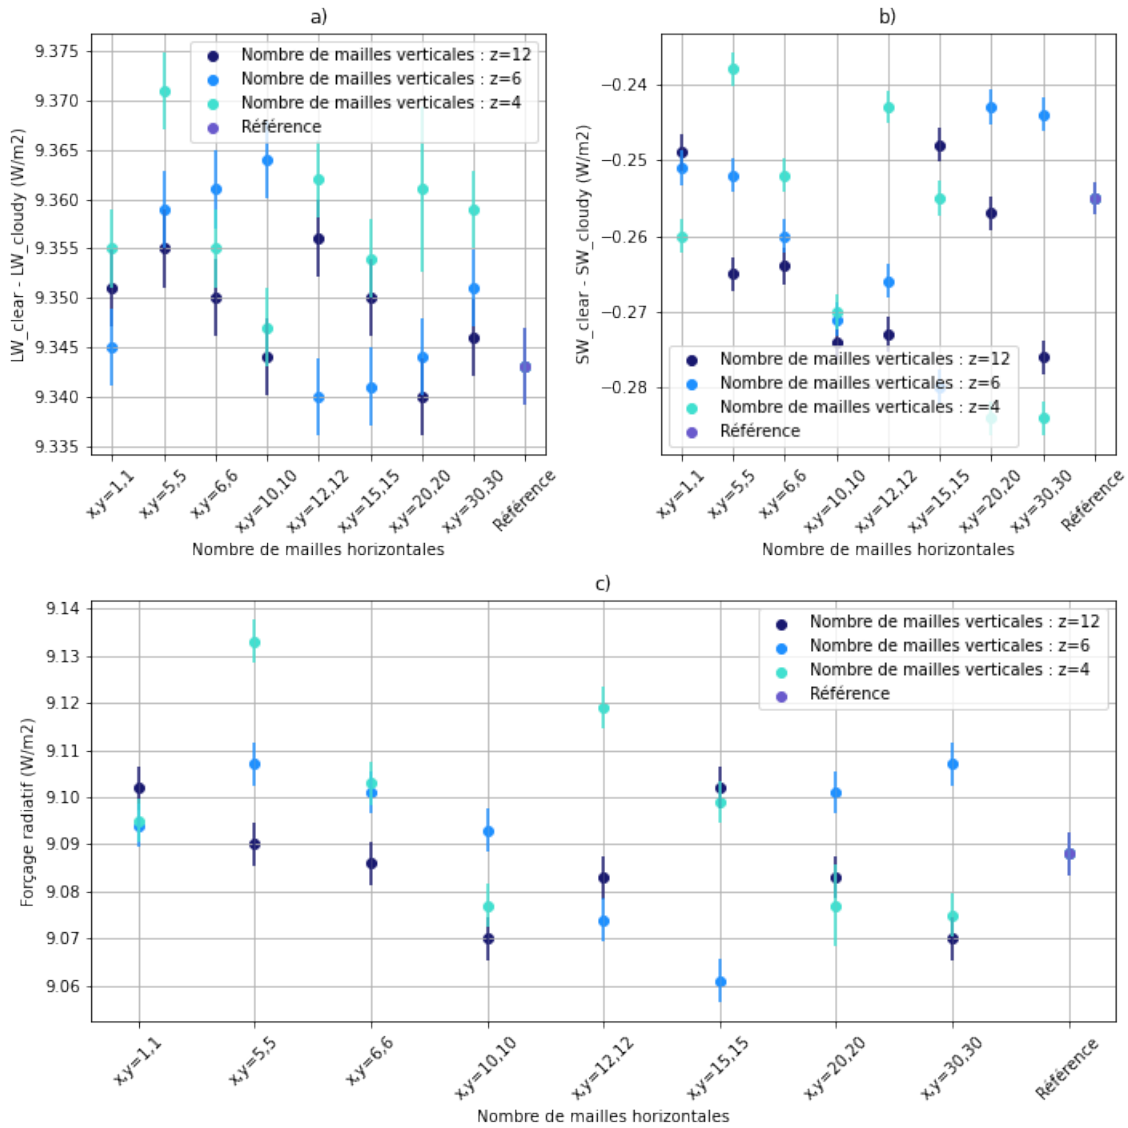 a)
9.375
9.370
9.365
9.360
9.355
9.350
9.345
9.340
9.335
LW_clear - LW_cloudy (W/m2)
Nombre de mailles verticales : z=12
Nombre de mailles verticales : z=6
Nombre de mailles verticales : z=4
Référence
x,y=1,1
x,y=5,5
x,y=6,6
x,y=10,10
x,y=12,12
x,y=15,15
x,y=20,20
x,y=30,30
Référence
Nombre de mailles horizontales
b)
−0.24
−0.25
−0.26
−0.27
−0.28
SW_clear - SW_cloudy (W/m2)
Nombre de mailles verticales : z=12
Nombre de mailles verticales : z=6
Nombre de mailles verticales : z=4
Référence
x,y=1,1
x,y=5,5
x,y=6,6
x,y=10,10
x,y=12,12
x,y=15,15
x,y=20,20
x,y=30,30
Référence
Nombre de mailles horizontales
c)
9.14
9.13
9.12
9.11
9.10
9.09
9.08
9.07
9.06
Forçage radiatif (W/m2)
Nombre de mailles verticales : z=12
Nombre de mailles verticales : z=6
Nombre de mailles verticales : z=4
Référence
x,y=1,1
x,y=5,5
x,y=6,6
x,y=10,10
x,y=12,12
x,y=15,15
x,y=20,20
x,y=30,30
Référence
Nombre de mailles horizontales